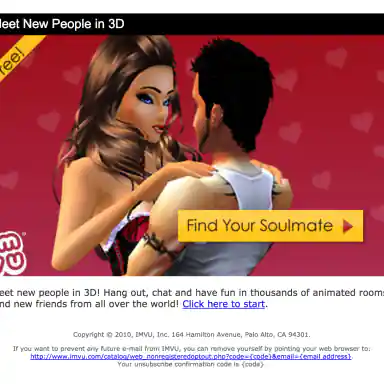 eet New People in 3D
ree!
Find Your Soulmate
eet new people in 3D! Hang out, chat and have fun in thousands of animated rooms
nd new friends from all over the world! Click here to start.
Copyright © 2010, IMVU, Inc. 164 Hamilton Avenue, Palo Alto, CA 94301.
If you want to prevent any future e-mail from IMVU, you can remove yourself by pointing your web browser to:
http://www.imvu.com/catalog/web_nonregisteredoptout.php?code={code}&email={email address}.
Your unsubscribe confirmation code is {code}